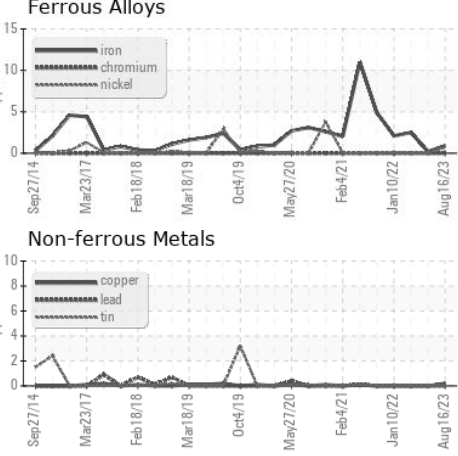 Ferrous Alloys
15
10
5
0
iron
chromium
nickel
Sep27/14
Mar23/17
Feb18/18
Mar18/19
Oct4/19
May27/20
Feb4/21
Jan10/22
Aug16/23
Non-ferrous Metals
10
8
6
4
2
0
copper
lead
tin
Sep27/14
Mar23/17
Feb18/18
Mar18/19
Oct4/19
May27/20
Feb4/21
Jan10/22
Aug16/23